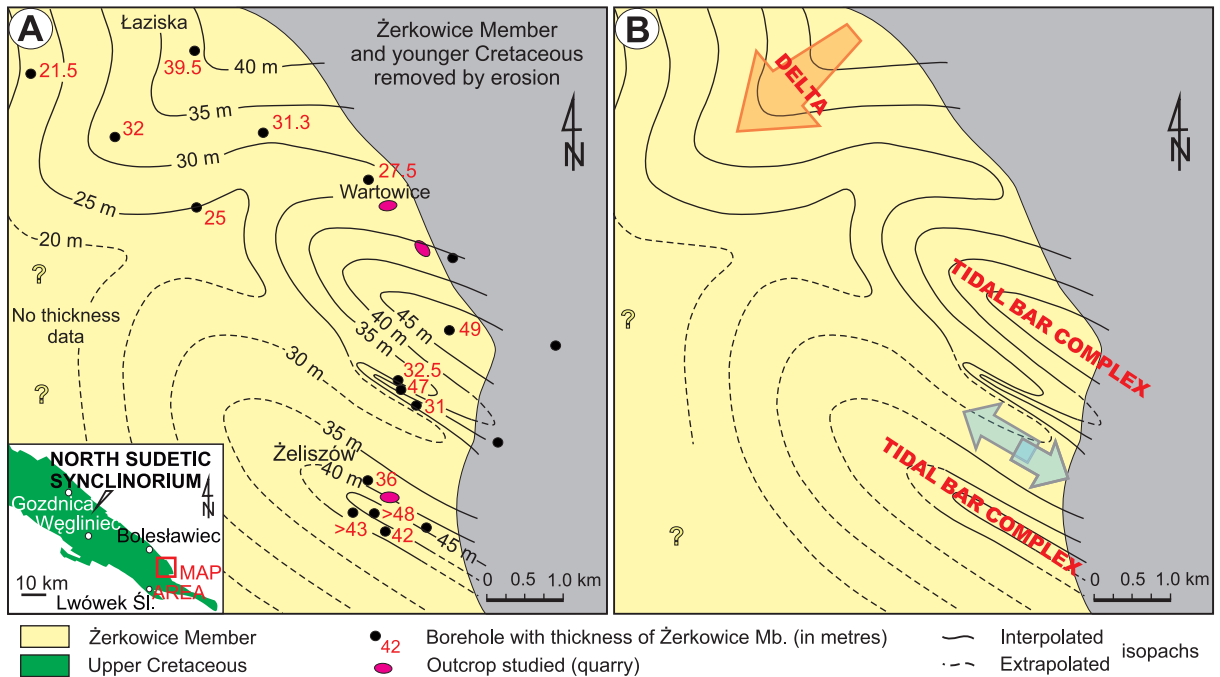 A
Łaziska
Żerkowice Member
and younger Cretaceous
removed by erosion
21.5
39.5
40 m
35 m
32
31.3
30 m
27.5
Wartowice
25 m
25
20 m
?
No thickness
data
?
N
45 m
40 m
35 m
49
30 m
32.5
47
31
35 m
Żeliszów
40 m
36
>48
>43
42
45 m
0 0.5 1.0 km
NORTH SUDETIC
SYNCLINORIUM
N
Gozdnica
Węgliniec
Bolesławiec
MAP
AREA
10 km
Lwówek Śl.
B
DELTA
N
TIDAL BAR COMPLEX
?
TIDAL BAR COMPLEX
?
0 0.5 1.0 km
Żerkowice Member
Upper Cretaceous
42
Borehole with thickness of Żerkowice Mb. (in metres)
Outcrop studied (quarry)
Interpolated
Extrapolated
isopachs